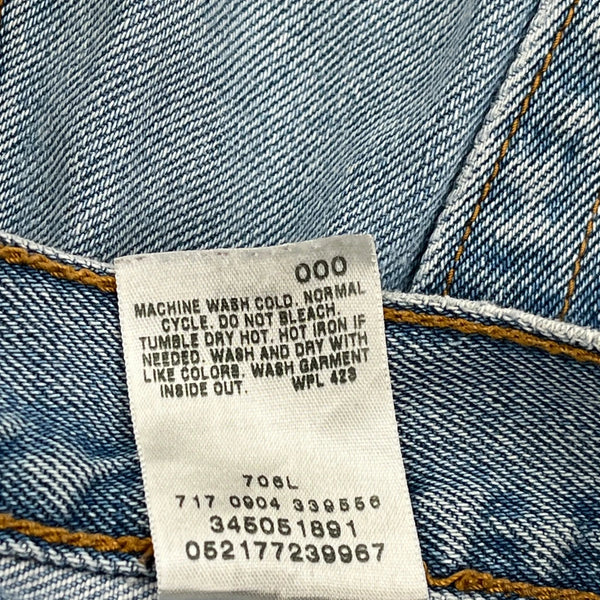 000
MACHINE WASH COLD. NORMAL
CYCLE. DO NOT BLEACH.
TUMBLE DRY HOT. HOT IRON IF
NEEDED. WASH AND DRY WITH
LIKE COLORS. WASH GARMENT
INSIDE OUT. WPL 423
706L
717 0904 339556
345051891
052177239967